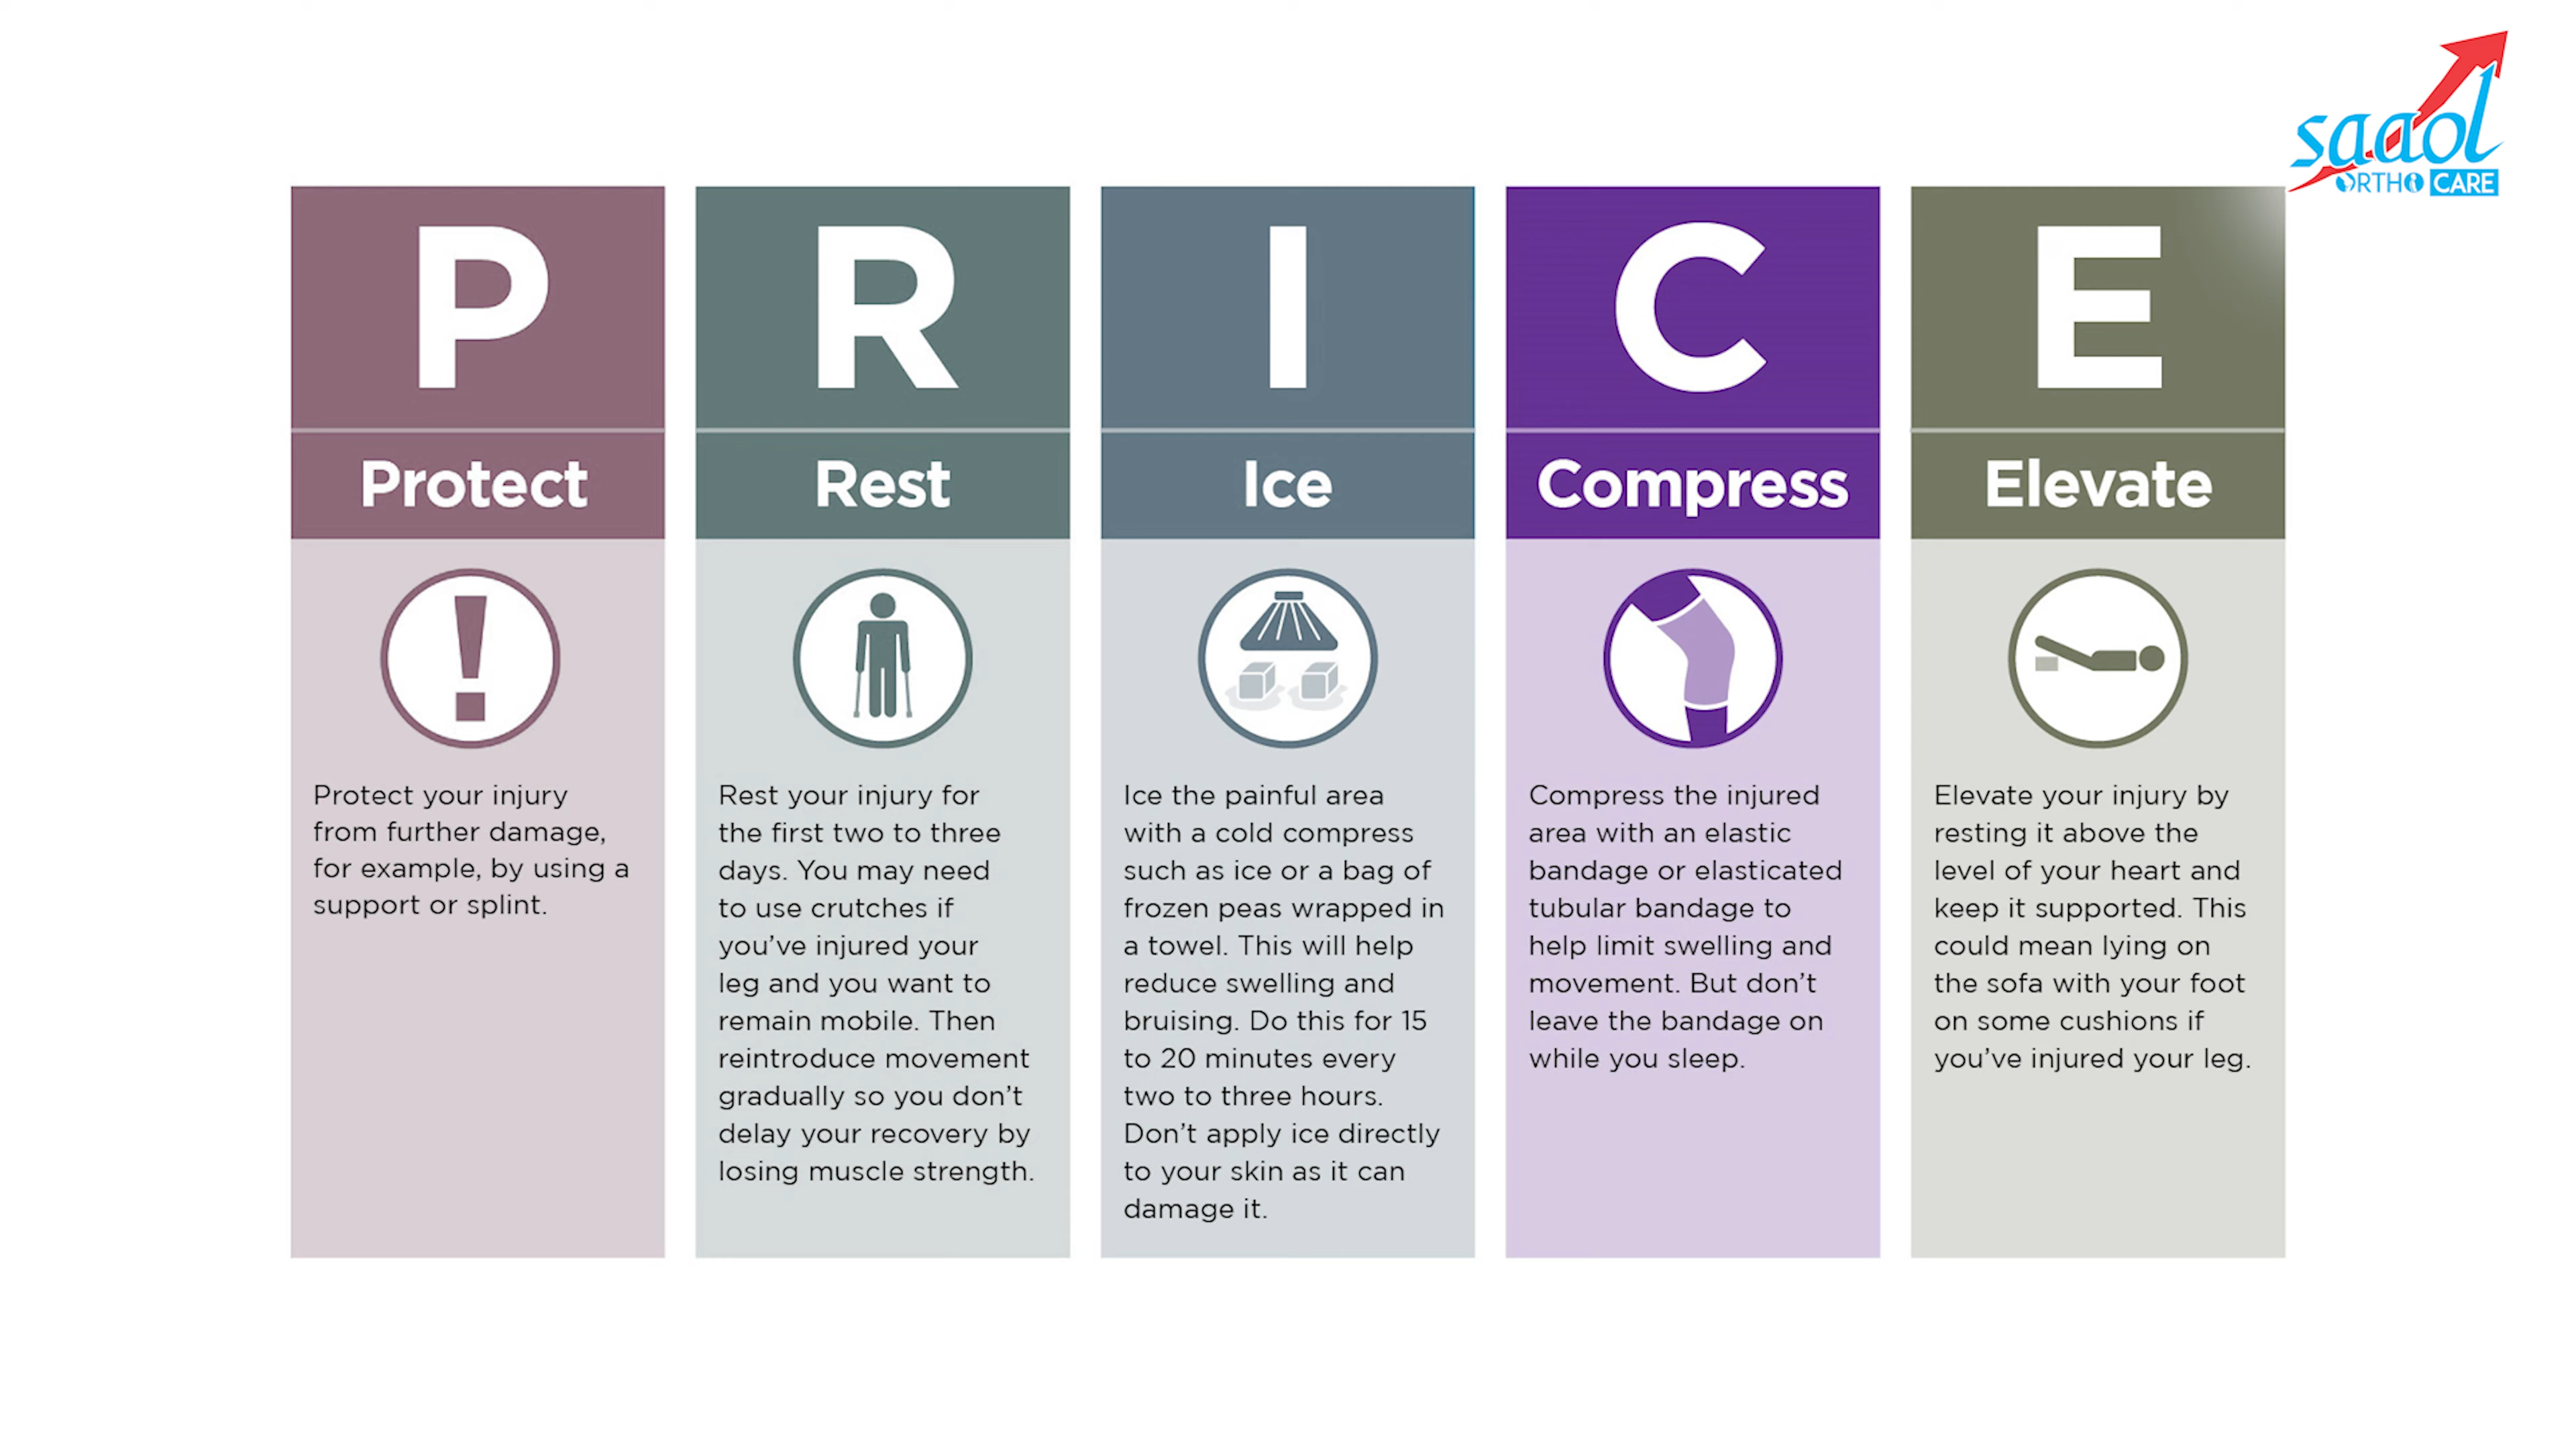 saaol
ORTHO CARE
P
Protect
Protect your injury
from further damage,
for example, by using a
support or splint.
R
Rest
Rest your injury for
the first two to three
days. You may need
to use crutches if
you've injured your
leg and you want to
remain mobile. Then
reintroduce movement
gradually so you don't
delay your recovery by
losing muscle strength.
I
Ice
Ice the painful area
with a cold compress
such as ice or a bag of
frozen peas wrapped in
a towel. This will help
reduce swelling and
bruising. Do this for 15
to 20 minutes every
two to three hours.
Don't apply ice directly
to your skin as it can
damage it.
C
Compress
Compress the injured
area with an elastic
bandage or elasticated
tubular bandage to
help limit swelling and
movement. But don't
leave the bandage on
while you sleep.
E
Elevate
Elevate your injury by
resting it above the
level of your heart and
keep it supported. This
could mean lying on
the sofa with your foot
on some cushions if
you've injured your leg.